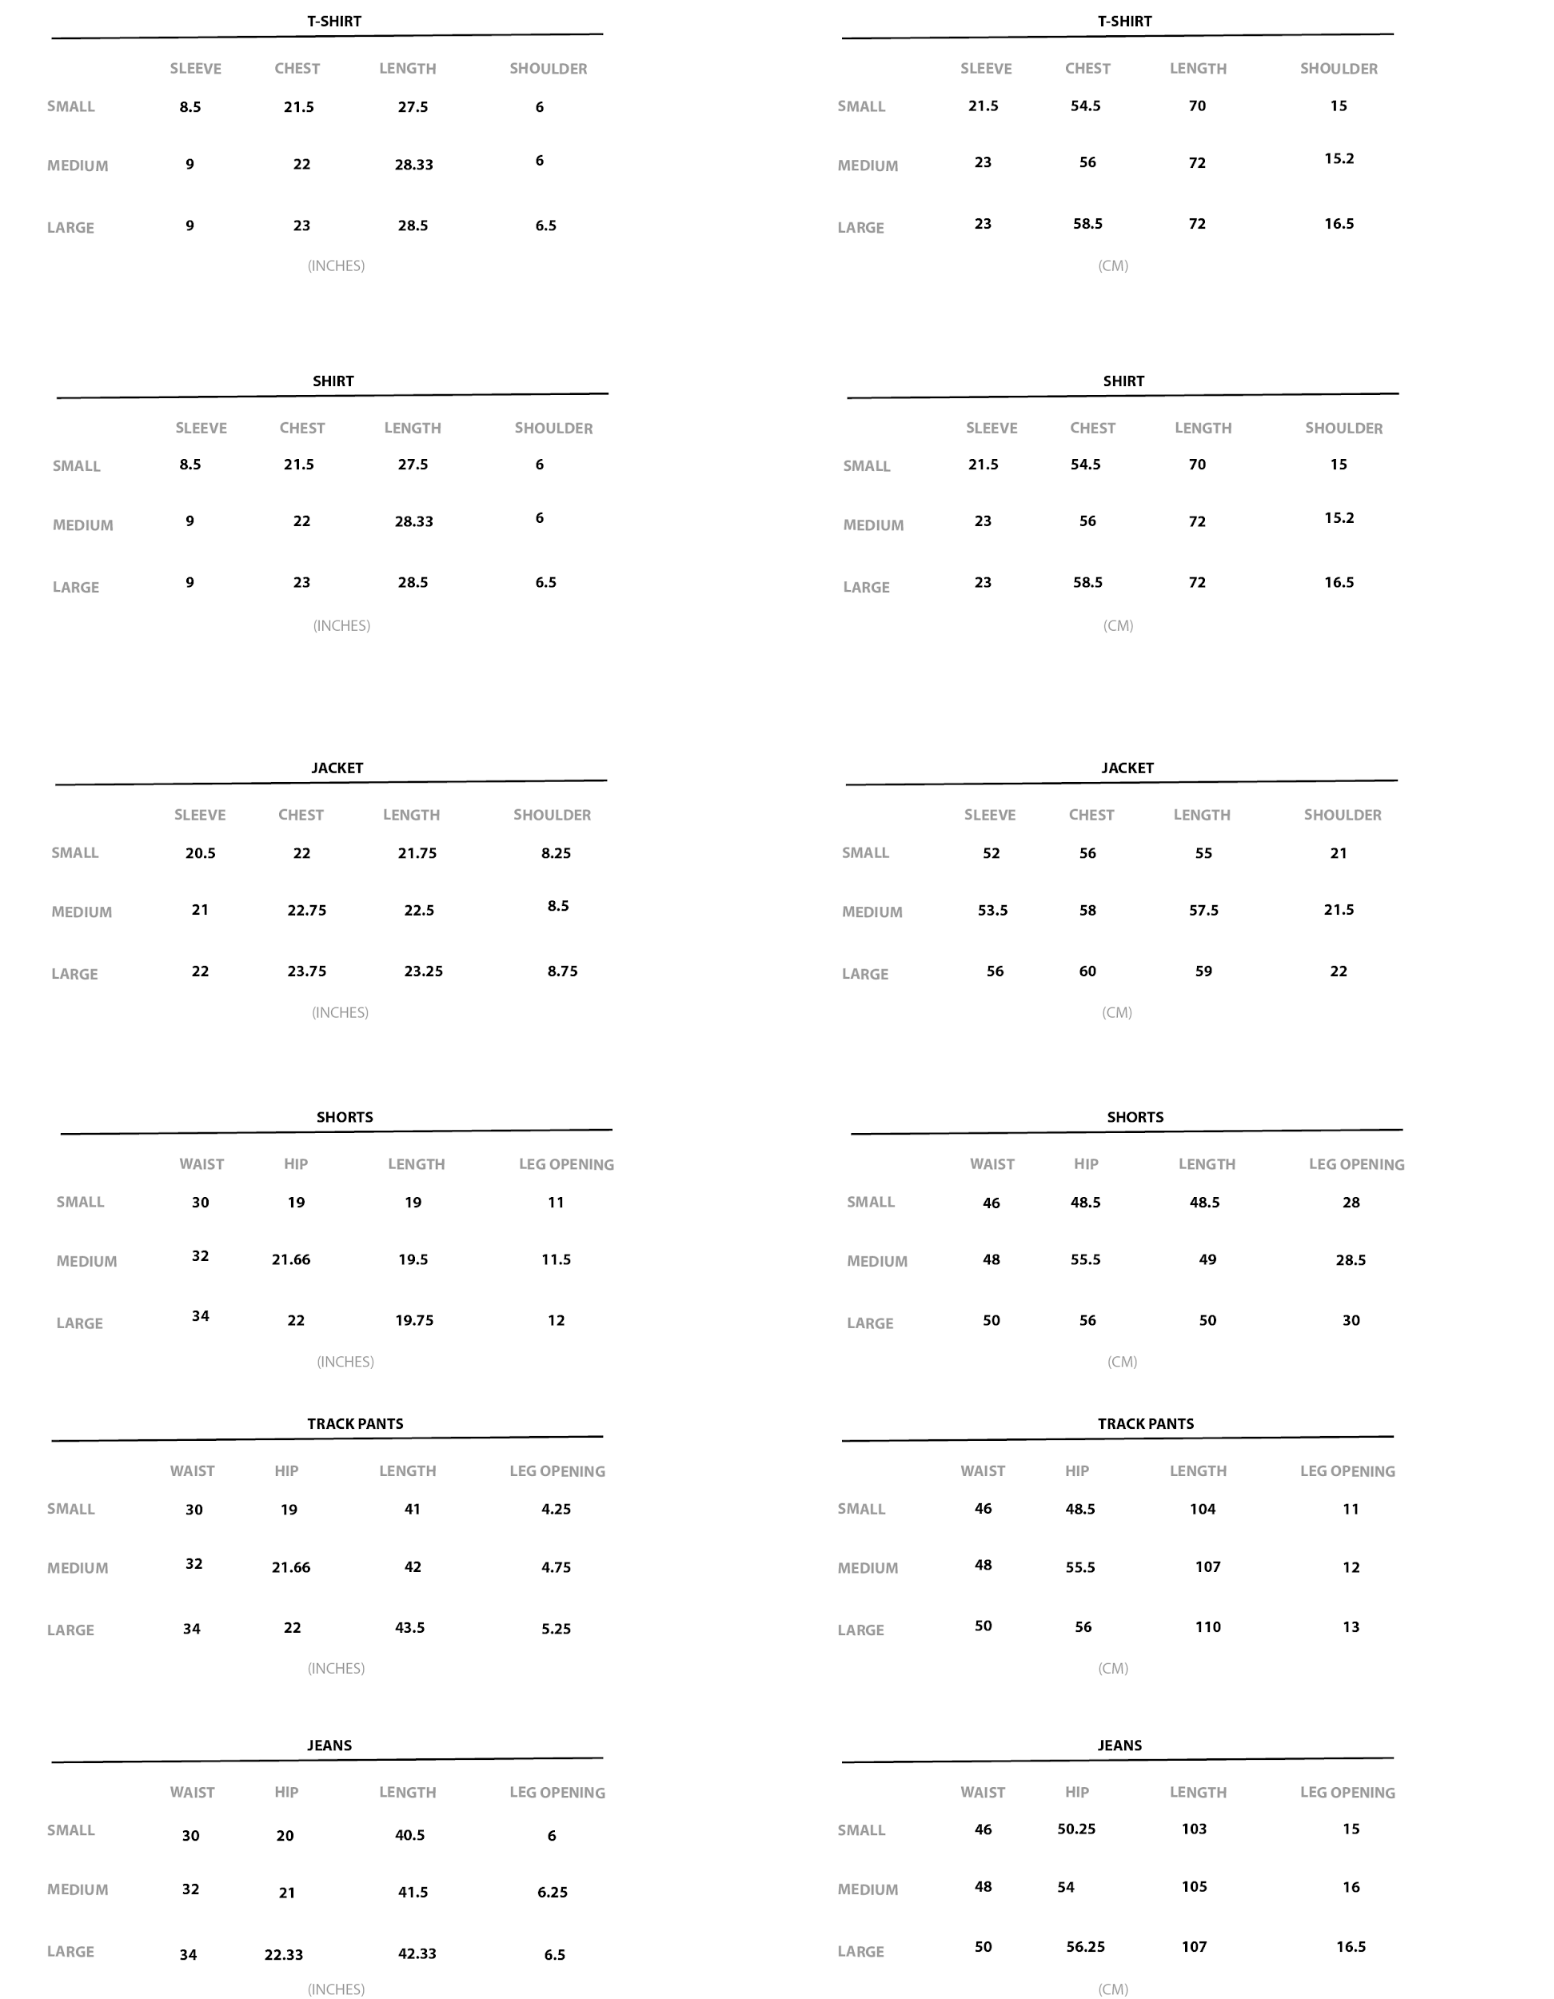 T-SHIRT
SLEEVE CHEST LENGTH SHOULDER
SMALL 8.5 21.5 27.5 6
MEDIUM 9 22 28.33 6
LARGE 9 23 28.5 6.5
(INCHES)
T-SHIRT
SLEEVE CHEST LENGTH SHOULDER
SMALL 21.5 54.5 70 15
MEDIUM 23 56 72 15.2
LARGE 23 58.5 72 16.5
(CM)
SHIRT
SLEEVE CHEST LENGTH SHOULDER
SMALL 8.5 21.5 27.5 6
MEDIUM 9 22 28.33 6
LARGE 9 23 28.5 6.5
(INCHES)
SHIRT
SLEEVE CHEST LENGTH SHOULDER
SMALL 21.5 54.5 70 15
MEDIUM 23 56 72 15.2
LARGE 23 58.5 72 16.5
(CM)
JACKET
SLEEVE CHEST LENGTH SHOULDER
SMALL 20.5 22 21.75 8.25
MEDIUM 21 22.75 22.5 8.5
LARGE 22 23.75 23.25 8.75
(INCHES)
JACKET
SLEEVE CHEST LENGTH SHOULDER
SMALL 52 56 55 21
MEDIUM 53.5 58 57.5 21.5
LARGE 56 60 59 22
(CM)
SHORTS
WAIST HIP LENGTH LEG OPENING
SMALL 30 19 19 11
MEDIUM 32 21.66 19.5 11.5
LARGE 34 22 19.75 12
(INCHES)
SHORTS
WAIST HIP LENGTH LEG OPENING
SMALL 46 48.5 48.5 28
MEDIUM 48 55.5 49 28.5
LARGE 50 56 50 30
(CM)
TRACK PANTS
WAIST HIP LENGTH LEG OPENING
SMALL 30 19 41 4.25
MEDIUM 32 21.66 42 4.75
LARGE 34 22 43.5 5.25
(INCHES)
TRACK PANTS
WAIST HIP LENGTH LEG OPENING
SMALL 46 48.5 104 11
MEDIUM 48 55.5 107 12
LARGE 50 56 110 13
(CM)
JEANS
WAIST HIP LENGTH LEG OPENING
SMALL 30 20 40.5 6
MEDIUM 32 21 41.5 6.25
LARGE 34 22.33 42.33 6.5
(INCHES)
JEANS
WAIST HIP LENGTH LEG OPENING
SMALL 46 50.25 103 15
MEDIUM 48 54 105 16
LARGE 50 56.25 107 16.5
(CM)